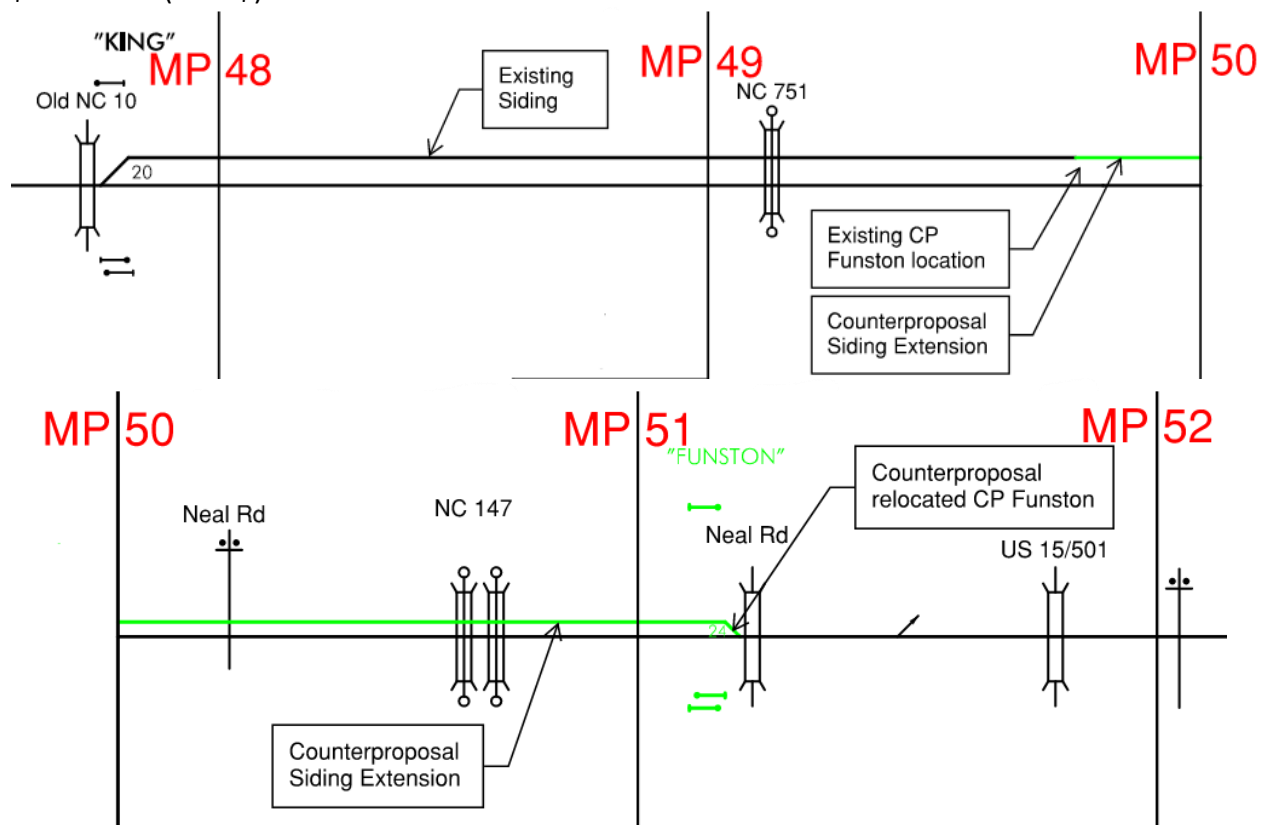 "KING"
MP 48
MP 49
MP 50
Old NC 10
Existing
Siding
NC 751
20
Existing CP
Funston location
Counterproposal
Siding Extension
MP 50
MP 51
MP 52
"FUNSTON"
Counterproposal
relocated CP Funston
Neal Rd
NC 147
Neal Rd
US 15/501
24
Counterproposal
Siding Extension